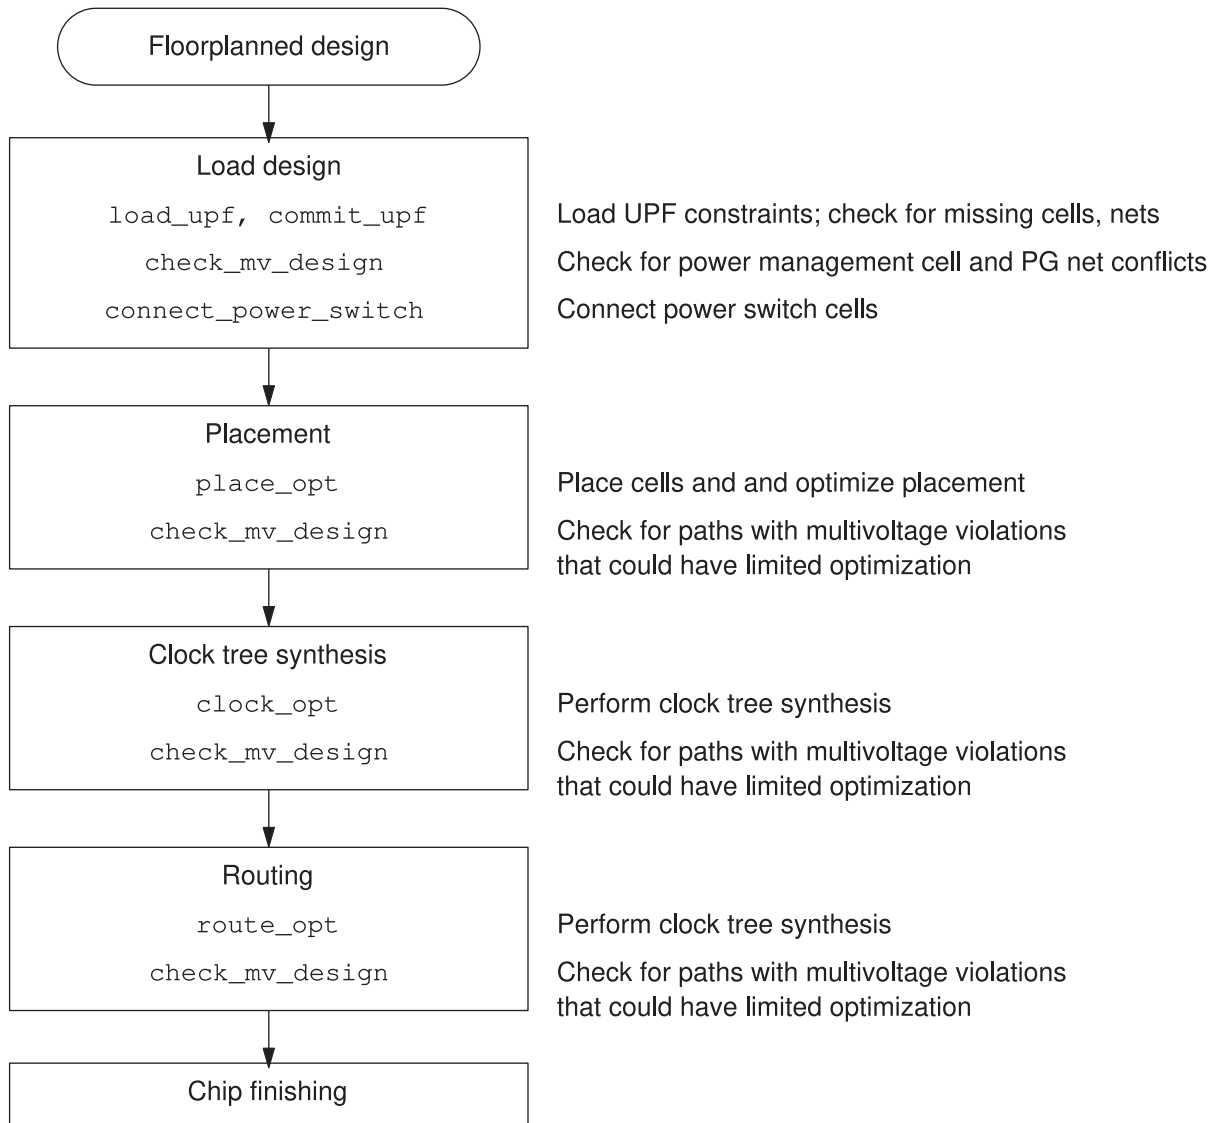 Floorplanned design
Load design
load_upf, commit_upf
Load UPF constraints; check for missing cells, nets
check_mv_design
Check for power management cell and PG net conflicts
connect_power_switch
Connect power switch cells
Placement
place_opt
Place cells and and optimize placement
check_mv_design
Check for paths with multivoltage violations
that could have limited optimization
Clock tree synthesis
clock_opt
Perform clock tree synthesis
check_mv_design
Check for paths with multivoltage violations
that could have limited optimization
Routing
route_opt
Perform clock tree synthesis
check_mv_design
Check for paths with multivoltage violations
that could have limited optimization
Chip finishing